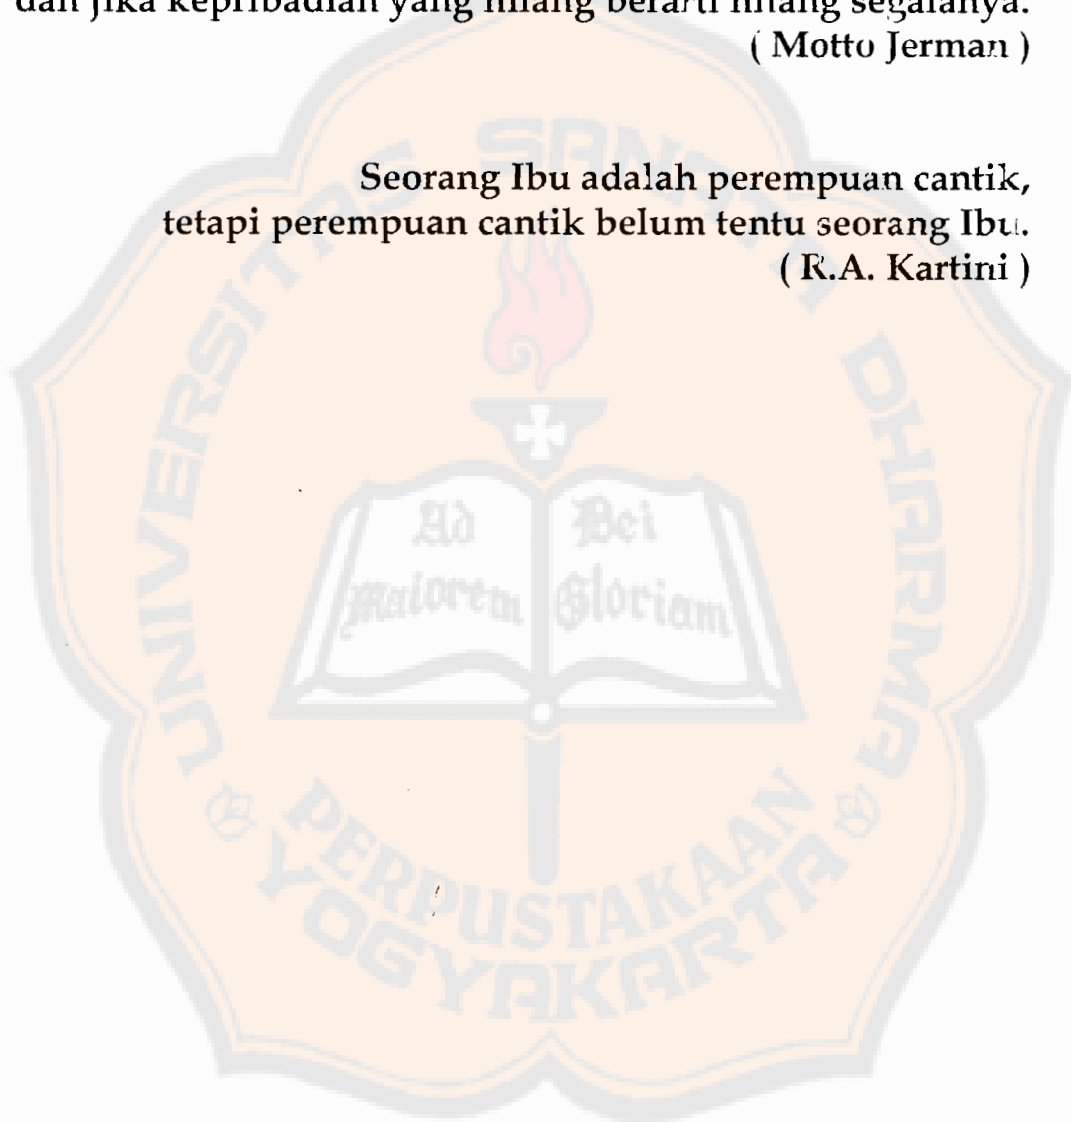 dan jika kepribadian yang hilang berarti hilang segalanya.
( Motto Jerman )
Seorang Ibu adalah perempuan cantik,
tetapi perempuan cantik belum tentu seorang Ibu.
( R.A. Kartini )
UNIVERSITAS SANATA DHARMA
Ad Dei
Maiorem Gloriam
PERPUSTAKAAN
YOGYAKARTA